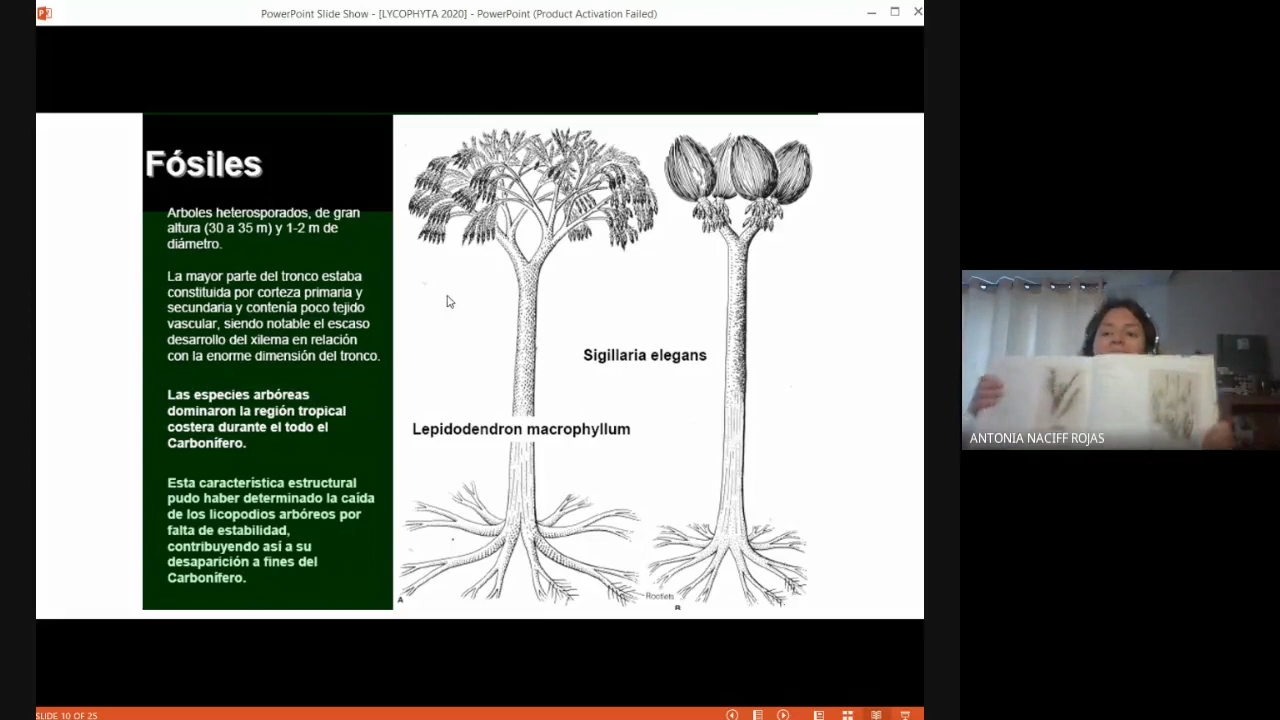 PowerPoint Slide Show - [LYCOPHYTA 2020] - PowerPoint (Product Activation Failed)
Fósiles
Arboles heterosporados, de gran
altura (30 a 35 m) y 1-2 m de
diámetro.
La mayor parte del tronco estaba
constituida por corteza primaria y
secundaria y contenía poco tejido
vascular, siendo notable el escaso
desarrollo del xilema en relación
con la enorme dimensión del tronco.
Las especies arbóreas
dominaron la región tropical
costera durante el todo el
Carbonífero.
Esta característica estructural
pudo haber determinado la caída
de los licopodios arbóreos por
falta de estabilidad,
contribuyendo así a su
desaparición a fines del
Carbonífero.
Sigillaria elegans
Lepidodendron macrophyllum
Rootlets
A
B
ANTONIA NACIFF ROJAS
SLIDE 10 OF 25